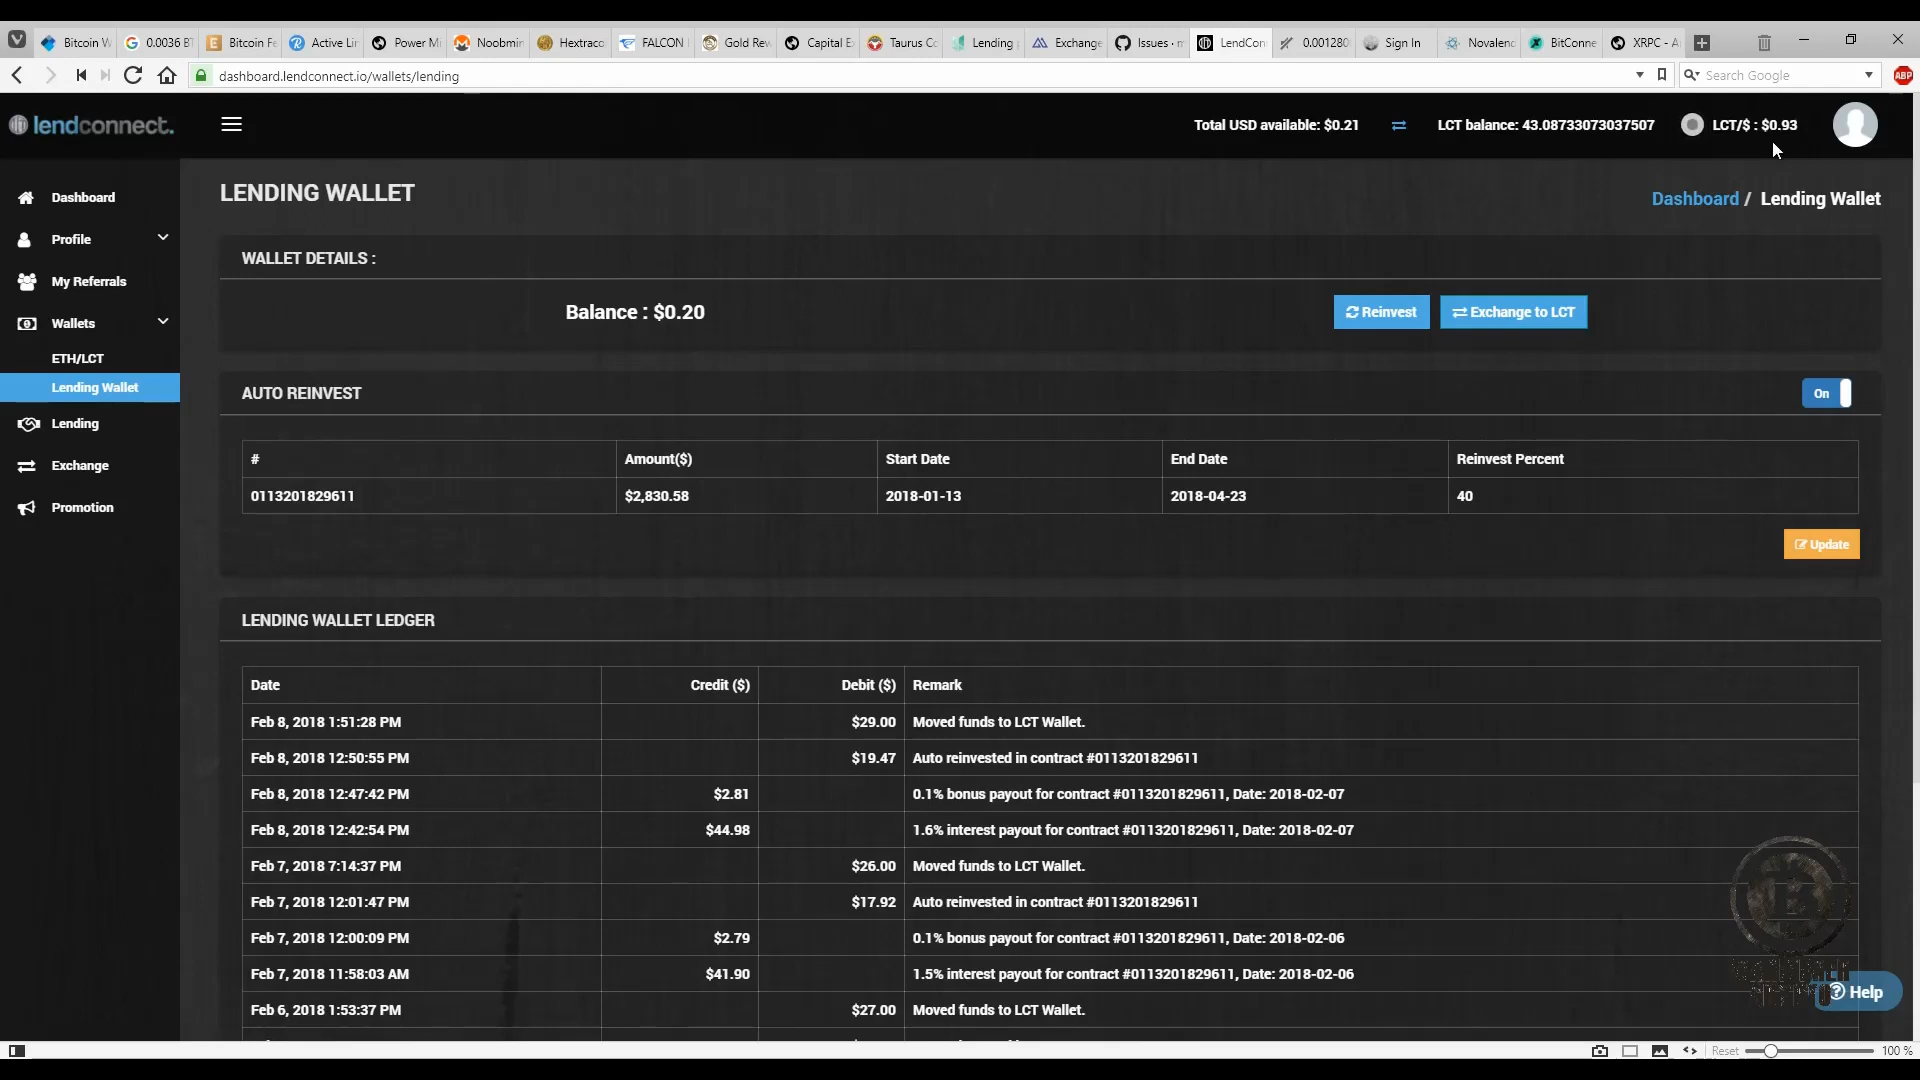 Bitcoin W 0.0036 BT Bitcoin Fe Active Lin Power Mi Noobmin Hextraco FALCON Gold Rew Capital E Taurus Co Lending Exchange Issues · m LendCon 0.001280 Sign In Novalend BitConne XRPC - A
dashboard.lendconnect.io/wallets/lending Search Google ABP
lendconnect. Total USD available: $0.21 LCT balance: 43.08733073037507 LCT/$ : $0.93
LENDING WALLET
Dashboard / Lending Wallet
Dashboard
Profile
My Referrals
Wallets
ETH/LCT
Lending Wallet
Lending
Exchange
Promotion
WALLET DETAILS :
Balance : $0.20 Reinvest Exchange to LCT
AUTO REINVEST On
# Amount($) Start Date End Date Reinvest Percent
0113201829611 $2,830.58 2018-01-13 2018-04-23 40
Update
LENDING WALLET LEDGER
Date Credit ($) Debit ($) Remark
Feb 8, 2018 1:51:28 PM $29.00 Moved funds to LCT Wallet.
Feb 8, 2018 12:50:55 PM $19.47 Auto reinvested in contract #0113201829611
Feb 8, 2018 12:47:42 PM $2.81 0.1% bonus payout for contract #0113201829611, Date: 2018-02-07
Feb 8, 2018 12:42:54 PM $44.98 1.6% interest payout for contract #0113201829611, Date: 2018-02-07
Feb 7, 2018 7:14:37 PM $26.00 Moved funds to LCT Wallet.
Feb 7, 2018 12:01:47 PM $17.92 Auto reinvested in contract #0113201829611
Feb 7, 2018 12:00:09 PM $2.79 0.1% bonus payout for contract #0113201829611, Date: 2018-02-06
Feb 7, 2018 11:58:03 AM $41.90 1.5% interest payout for contract #0113201829611, Date: 2018-02-06
Feb 6, 2018 1:53:37 PM $27.00 Moved funds to LCT Wallet.
Help
Reset 100 %